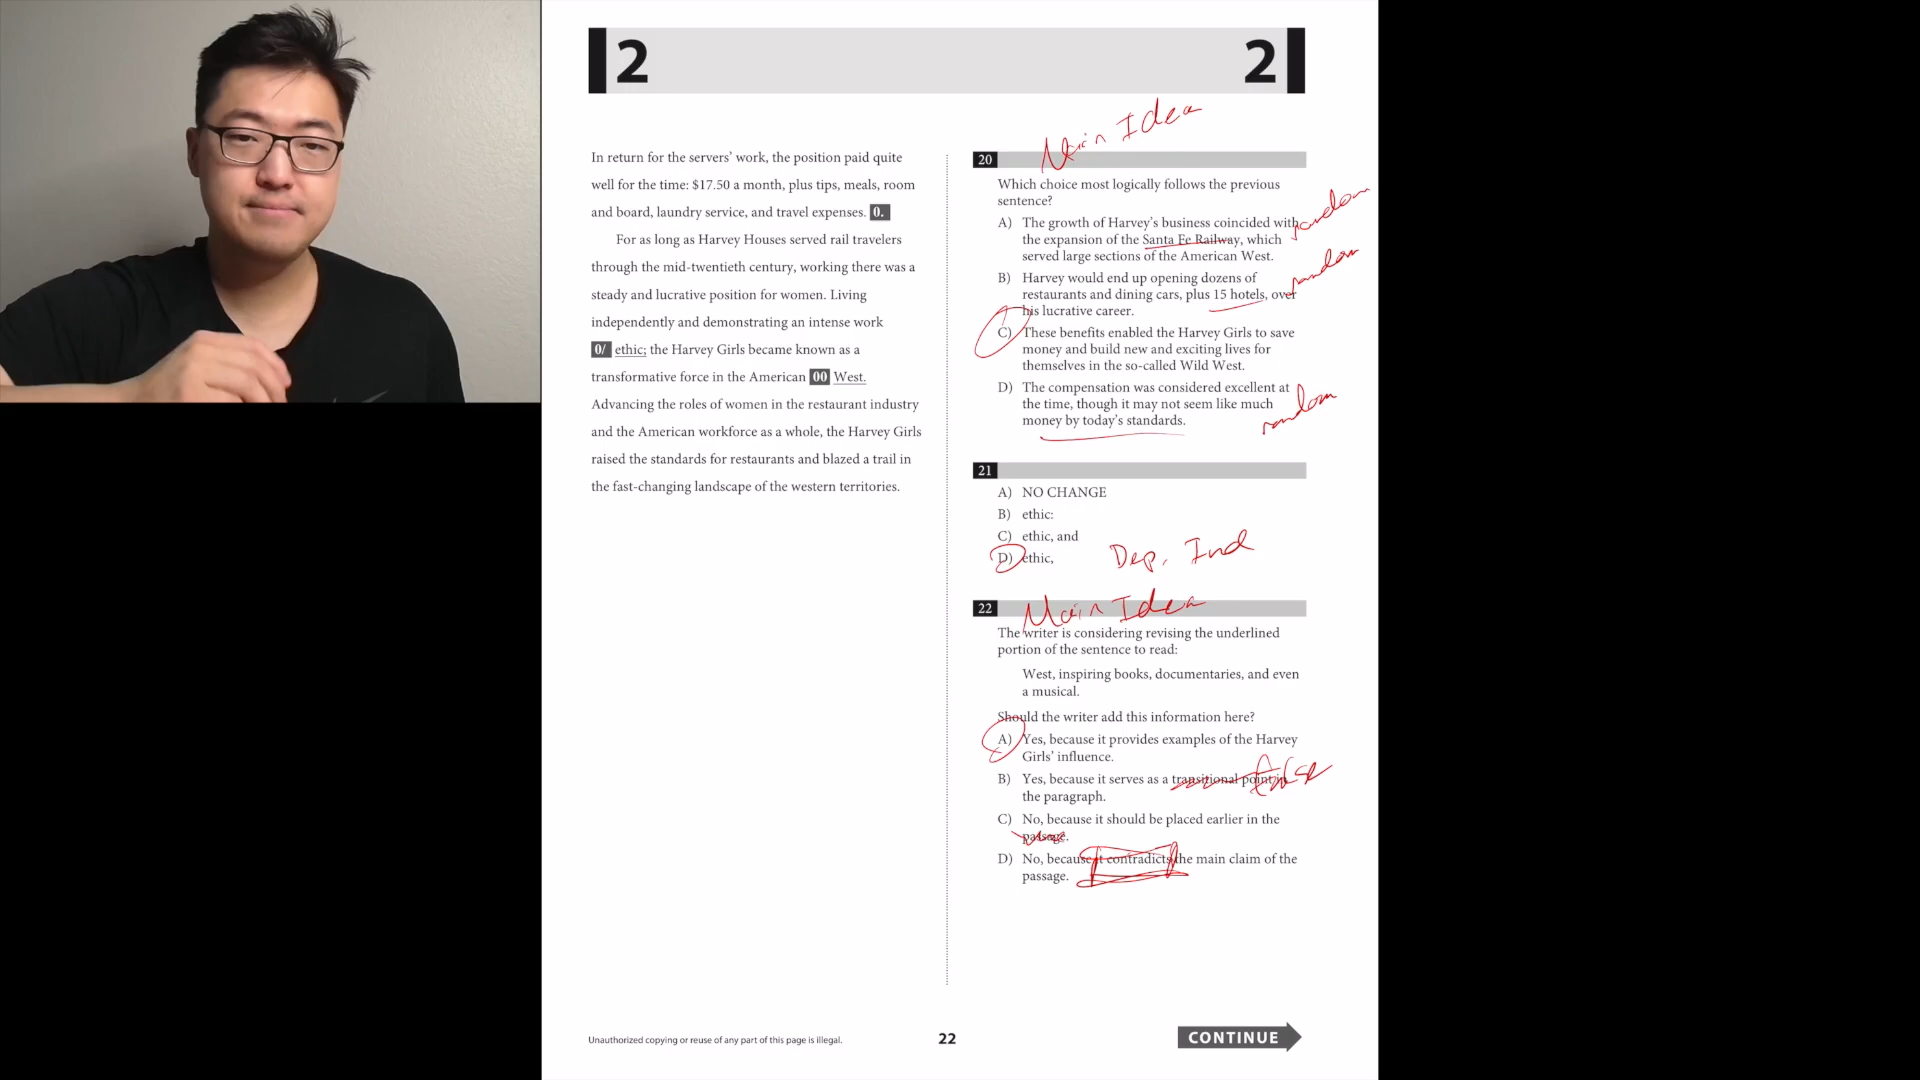 2
2
In return for the servers’ work, the position paid quite
well for the time: $17.50 a month, plus tips, meals, room
and board, laundry service, and travel expenses. 0.
For as long as Harvey Houses served rail travelers
through the mid-twentieth century, working there was a
steady and lucrative position for women. Living
independently and demonstrating an intense work
0/ ethic; the Harvey Girls became known as a
transformative force in the American 00 West.
Advancing the roles of women in the restaurant industry
and the American workforce as a whole, the Harvey Girls
raised the standards for restaurants and blazed a trail in
the fast-changing landscape of the western territories.
Main Idea
20
Which choice most logically follows the previous
sentence?
A) The growth of Harvey’s business coincided with
random
the expansion of the Santa Fe Railway, which
served large sections of the American West.
B) Harvey would end up opening dozens of
random
restaurants and dining cars, plus 15 hotels, over
his lucrative career.
C) These benefits enabled the Harvey Girls to save
money and build new and exciting lives for
themselves in the so-called Wild West.
D) The compensation was considered excellent at
the time, though it may not seem like much
random
money by today’s standards.
21
A) NO CHANGE
B) ethic:
C) ethic, and
D) ethic,
Dep, Ind
22
Main Idea
The writer is considering revising the underlined
portion of the sentence to read:
West, inspiring books, documentaries, and even
a musical.
Should the writer add this information here?
A) Yes, because it provides examples of the Harvey
Girls’ influence.
B) Yes, because it serves as a transitional point in
false
the paragraph.
C) No, because it should be placed earlier in the
passage.
D) No, because it contradicts the main claim of the
passage.
Unauthorized copying or reuse of any part of this page is illegal.
22
CONTINUE